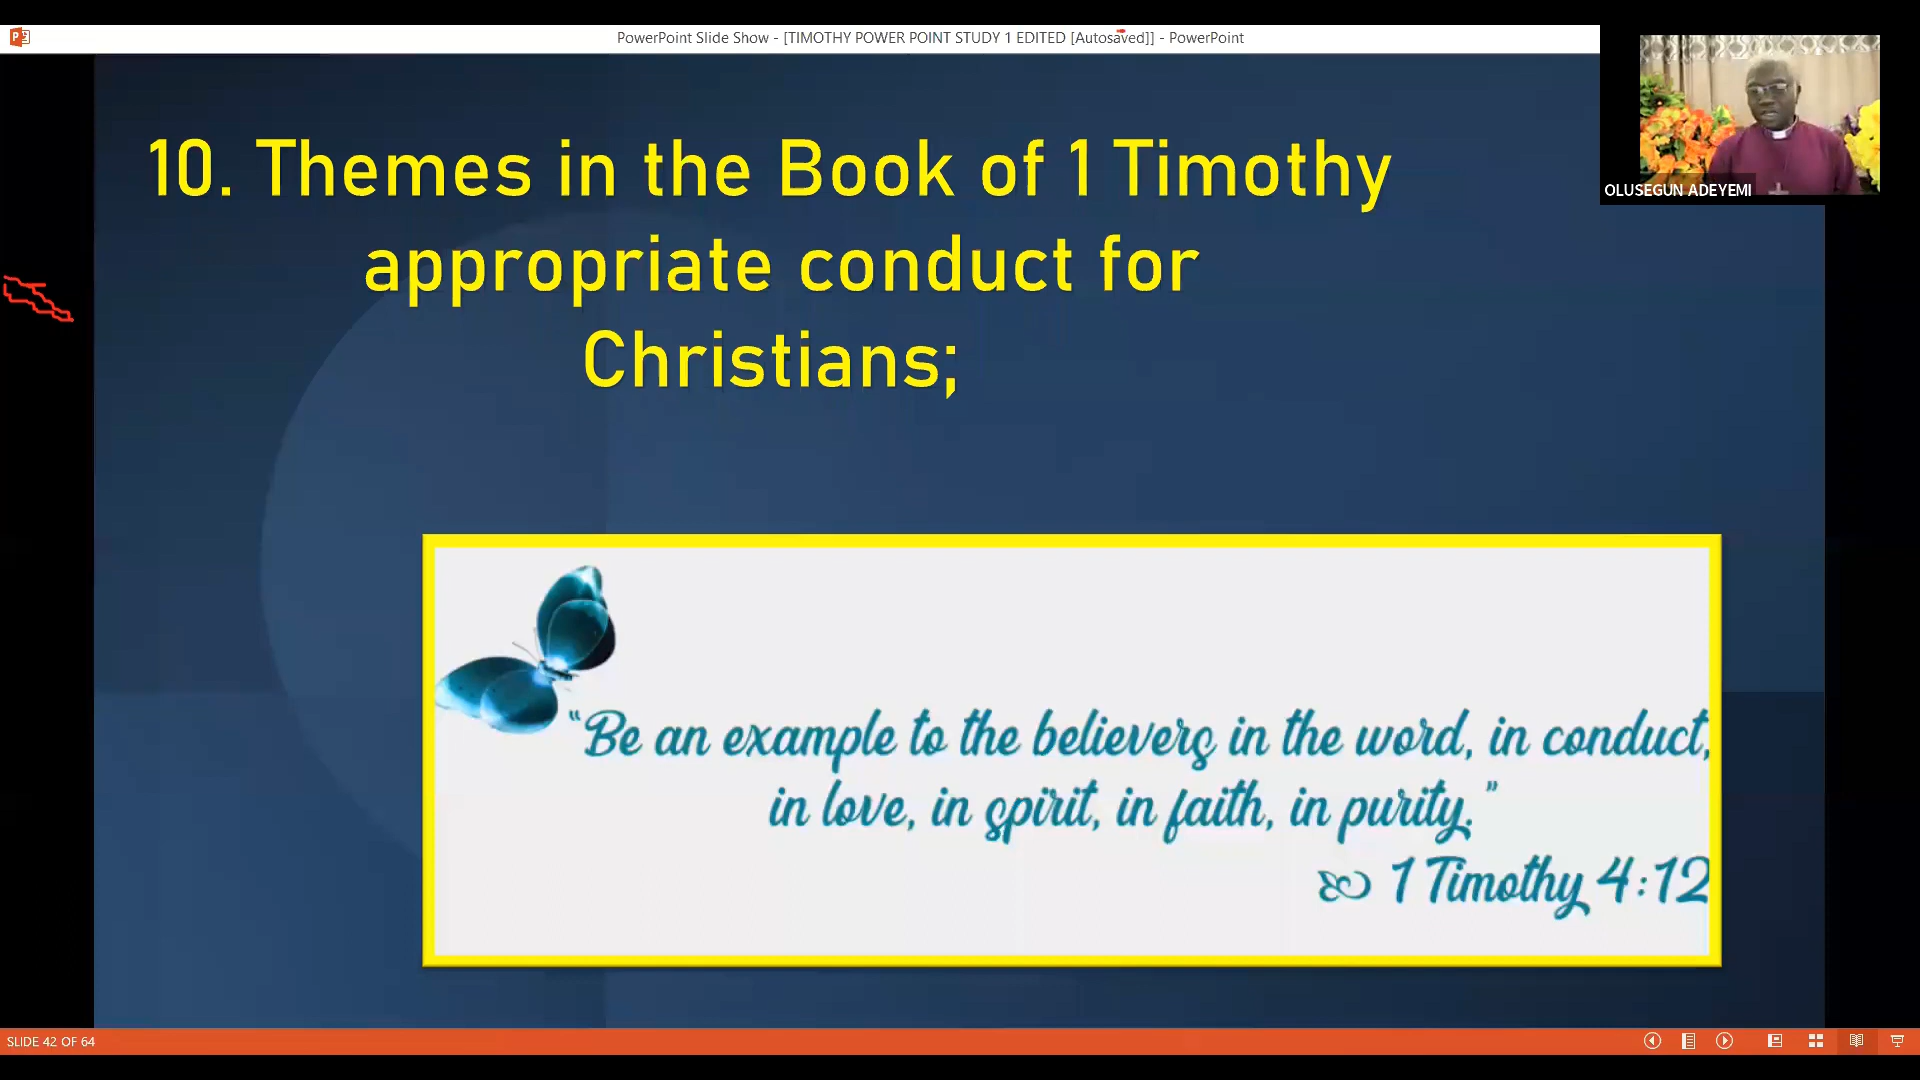 PowerPoint Slide Show - [TIMOTHY POWER POINT STUDY 1 EDITED [Autosaved]] - PowerPoint
OLUSEGUN ADEYEMI
10. Themes in the Book of 1 Timothy
appropriate conduct for
Christians;
“Be an example to the believers in the word, in conduct,
in love, in spirit, in faith, in purity.”
1 Timothy 4:12
SLIDE 42 OF 64